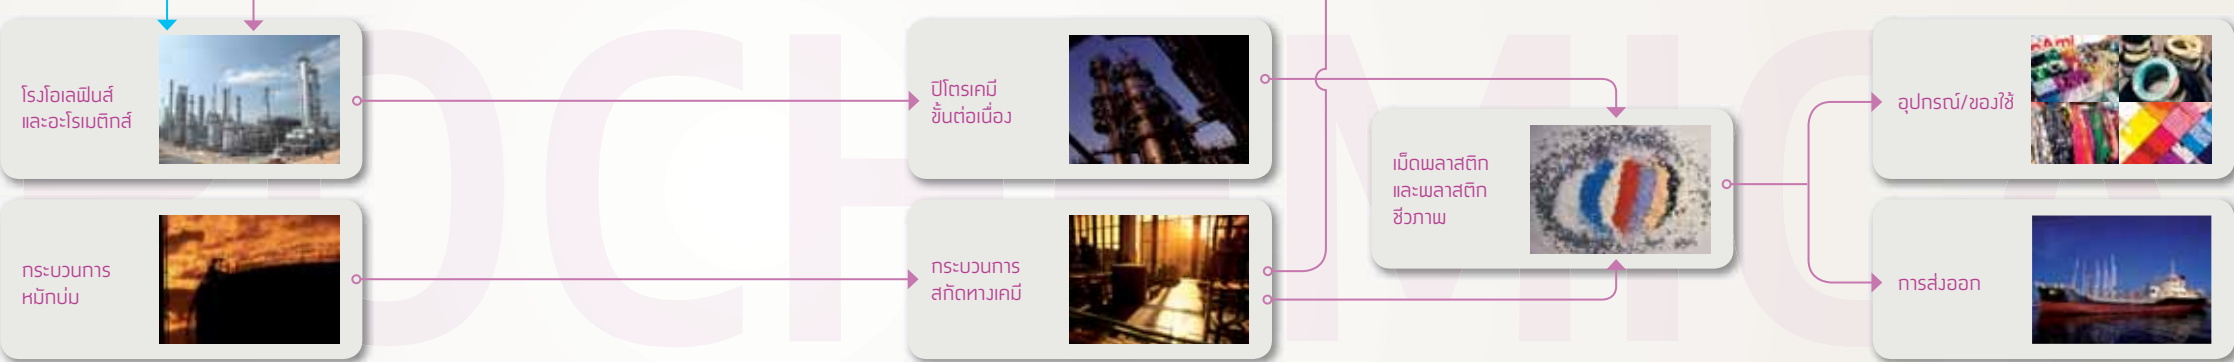 โรงโอเลฟินส์
และอะโรเมติกส์
ปิโตรเคมี
ขั้นต่อเนื่อง
เม็ดพลาสติก
และพลาสติก
ชีวภาพ
อุปกรณ์/ของใช้
กระบวนการ
หมักบ่ม
กระบวนการ
สกัดทางเคมี
การส่งออก